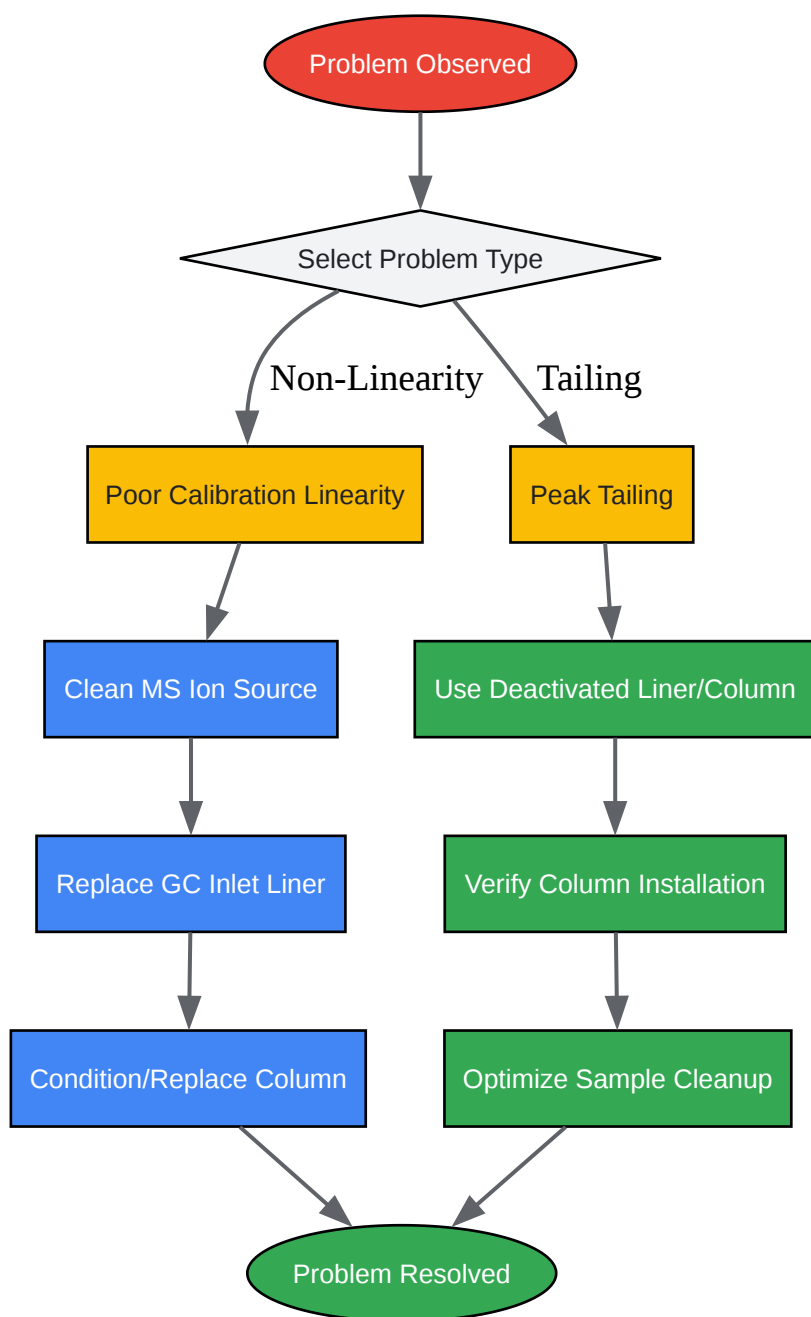 Problem Observed
Select Problem Type
Non-Linearity
Tailing
Poor Calibration Linearity
Peak Tailing
Clean MS Ion Source
Use Deactivated Liner/Column
Replace GC Inlet Liner
Verify Column Installation
Condition/Replace Column
Optimize Sample Cleanup
Problem Resolved